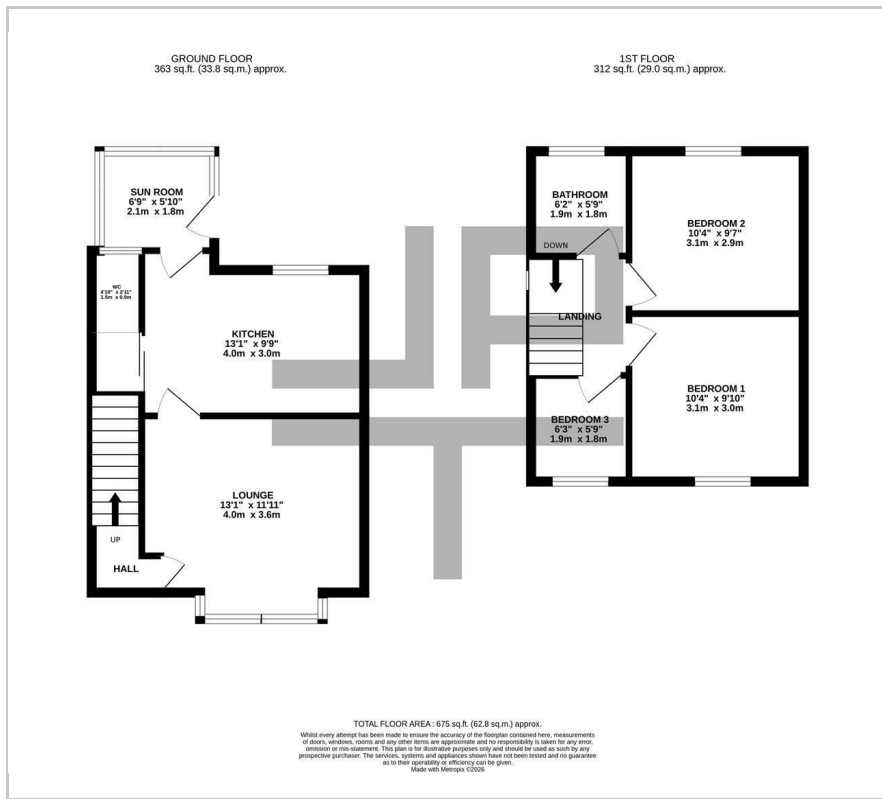 GROUND FLOOR
363 sq.ft. (33.8 sq.m.) approx.
1ST FLOOR
312 sq.ft. (29.0 sq.m.) approx.
SUN ROOM
6'9" x 5'10"
2.1m x 1.8m
WC
4'10" x 2'11"
1.5m x 0.9m
KITCHEN
13'1" x 9'9"
4.0m x 3.0m
LOUNGE
13'1" x 11'11"
4.0m x 3.6m
UP
HALL
BATHROOM
6'2" x 5'9"
1.9m x 1.8m
DOWN
BEDROOM 2
10'4" x 9'7"
3.1m x 2.9m
LANDING
BEDROOM 1
10'4" x 9'10"
3.1m x 3.0m
BEDROOM 3
6'3" x 5'9"
1.9m x 1.8m
TOTAL FLOOR AREA : 675 sq.ft. (62.8 sq.m.) approx.
Whilst every attempt has been made to ensure the accuracy of the floorplan contained here, measurements
of doors, windows, rooms and any other items are approximate and no responsibility is taken for any error,
omission or mis-statement. This plan is for illustrative purposes only and should be used as such by any
prospective purchaser. The services, systems and appliances shown have not been tested and no guarantee
as to their operability or efficiency can be given.
Made with Metropix ©2026